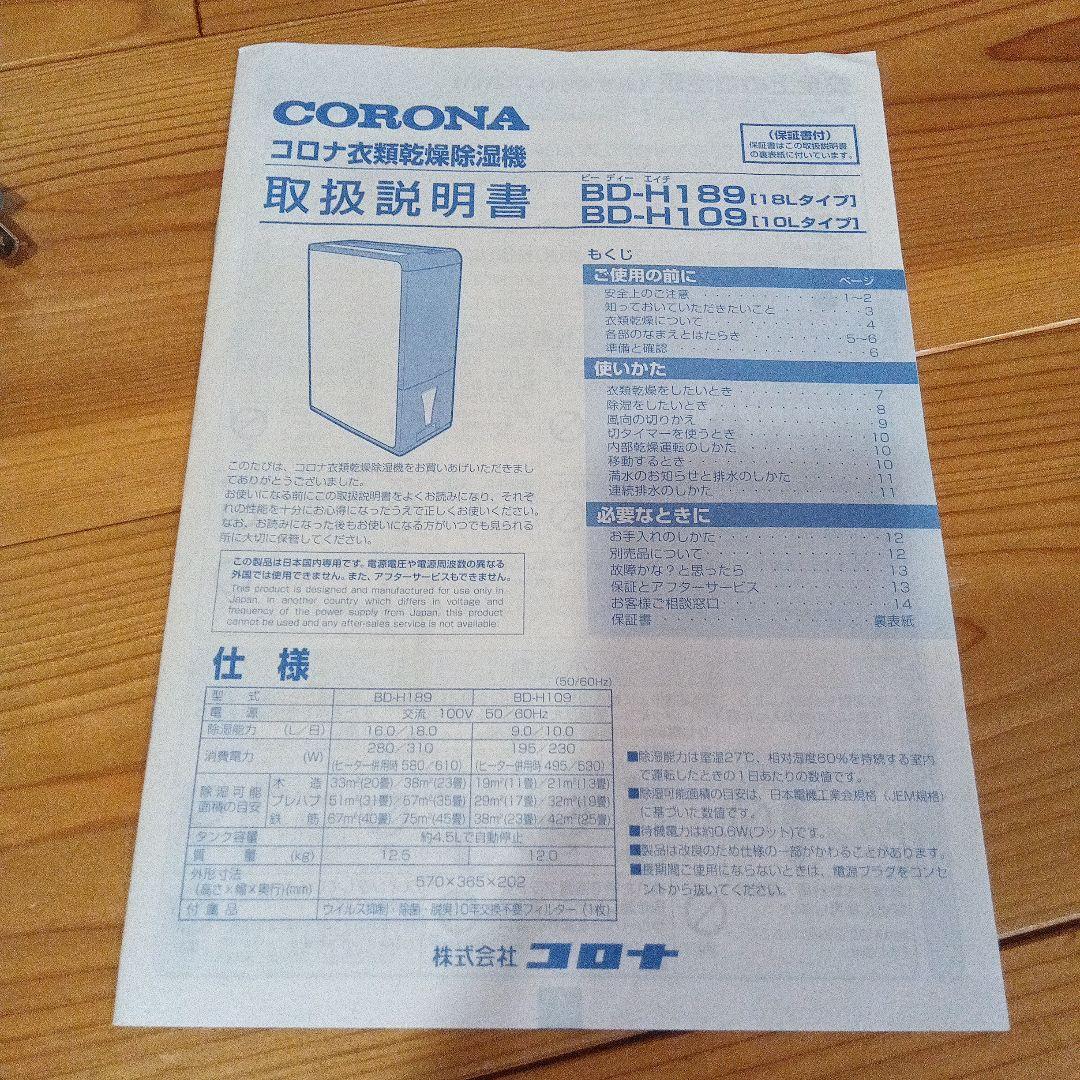 CORONA
コロナ衣類乾燥除湿機
取扱説明書
(保証書付)
保証書はこの取扱説明書
の裏表紙に付いています。
ビー ディー エイチ
BD-H189[18Lタイプ]
BD-H109[10Lタイプ]
もくじ
ご使用の前に ページ
安全上のご注意 1~2
知っておいていただきたいこと 3
衣類乾燥について 4
各部のなまえとはたらき 5~6
準備と確認 6
使いかた
衣類乾燥をしたいとき 7
除湿をしたいとき 8
風向の切りかえ 9
切タイマーを使うとき 10
内部乾燥運転のしかた 10
移動するとき 10
満水のお知らせと排水のしかた 11
連続排水のしかた 11
必要なときに
お手入れのしかた 12
別売品について 12
故障かな?と思ったら 13
保証とアフターサービス 13
お客様ご相談窓口 14
保証書 裏表紙
このたびは、コロナ衣類乾燥除湿機をお買いあげいただきまし
てありがとうございました。
お使いになる前にこの取扱説明書をよくお読みになり、それぞ
れの性能を十分にお心得になったうえで正しくお使いください。
なお、お読みになった後もお使いになる方がいつでも見られる
所に大切に保管してください。
この製品は日本国内専用です。電源電圧や電源周波数の異なる
外国では使用できません。また、アフターサービスもできません。
This product is designed and manufactured for use only in
Japan. In another country which differs in voltage and
frequency of the power supply from Japan, this product
cannot be used and any after-sales service is not available.
仕様
(50/60Hz)
型式 BD-H189 BD-H109
電源 交流 100V 50/60Hz
除湿能力 (L/日) 16.0/18.0 9.0/10.0
消費電力 (W) 280/310 195/230
(ヒーター併用時 580/610) (ヒーター併用時 495/530)
除湿可能面積の目安 木造 33m²(20畳)/38m²(23畳) 19m²(11畳)/21m²(13畳)
プレハブ 51m²(31畳)/57m²(35畳) 29m²(17畳)/32m²(19畳)
鉄筋 67m²(40畳)/75m²(45畳) 38m²(23畳)/42m²(25畳)
タンク容量 約4.5Lで自動停止
質量 (kg) 12.5 12.0
外形寸法
(高さ×幅×奥行)(mm) 570×365×202
付属品 ウイルス抑制・除菌・脱臭10年交換不要フィルター(1枚)
■除湿能力は室温27℃、相対湿度60%を持続する室内
で運転したときの1日あたりの数値です。
■除湿可能面積の目安は、日本電機工業会規格(JEM規格)
に基づいた数値です。
■待機電力は約0.6W(ワット)です。
■製品は改良のため仕様の一部がかわることがあります。
■長期間ご使用にならないときは、電源プラグをコンセ
ントから抜いてください。
株式会社 コロナ